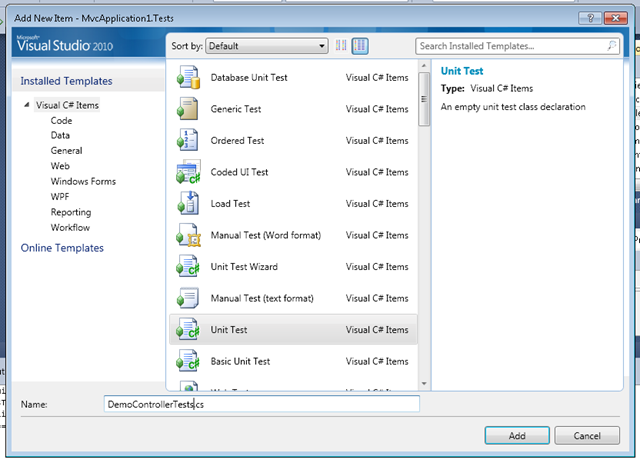 Add New Item - MvcApplication1.Tests
Microsoft
Visual Studio 2010
Sort by: Default
Search Installed Templates...
Installed Templates
Visual C# Items
Code
Data
General
Web
Windows Forms
WPF
Reporting
Workflow
Online Templates
Database Unit Test Visual C# Items
Generic Test Visual C# Items
Ordered Test Visual C# Items
Coded UI Test Visual C# Items
Load Test Visual C# Items
Manual Test (Word format) Visual C# Items
Unit Test Wizard Visual C# Items
Manual Test (text format) Visual C# Items
Unit Test Visual C# Items
Basic Unit Test Visual C# Items
Unit Test
Type: Visual C# Items
An empty unit test class declaration
Name: DemoControllerTests.cs
Add Cancel